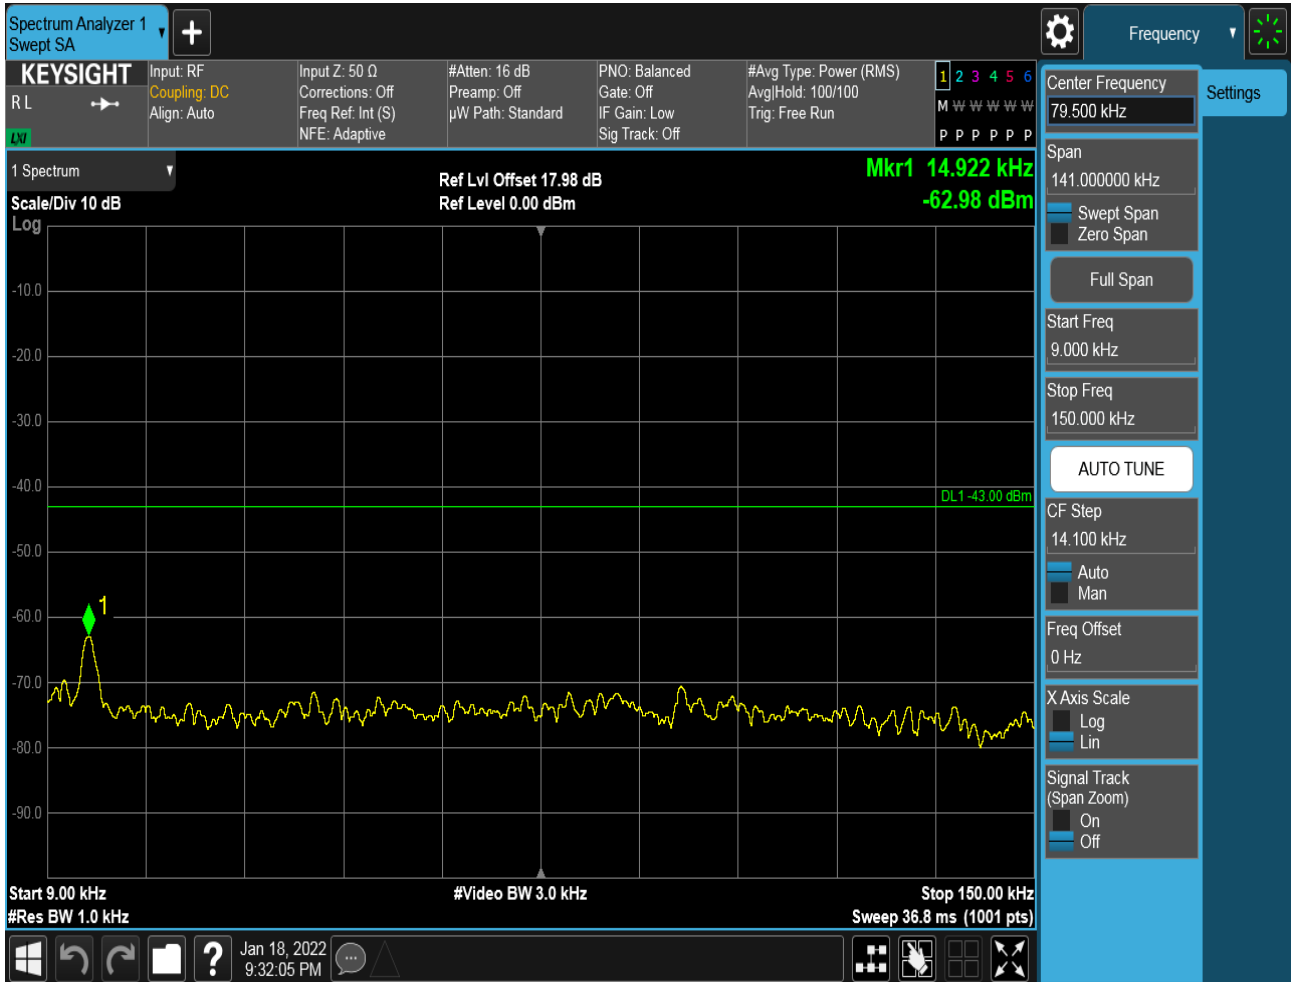 Spectrum Analyzer 1
Swept SA
Frequency
KEYSIGHT
R L
LXI
Input: RF
Coupling: DC
Align: Auto
Input Z: 50 Ω
Corrections: Off
Freq Ref: Int (S)
NFE: Adaptive
#Atten: 16 dB
Preamp: Off
µW Path: Standard
PNO: Balanced
Gate: Off
IF Gain: Low
Sig Track: Off
#Avg Type: Power (RMS)
Avg|Hold: 100/100
Trig: Free Run
1 2 3 4 5 6
M W W W W W
P P P P P P
1 Spectrum
Scale/Div 10 dB
Log
Ref Lvl Offset 17.98 dB
Ref Level 0.00 dBm
Mkr1 14.922 kHz
-62.98 dBm
-10.0
-20.0
-30.0
-40.0
DL1 -43.00 dBm
-50.0
1
-60.0
-70.0
-80.0
-90.0
Start 9.00 kHz
#Video BW 3.0 kHz
Stop 150.00 kHz
#Res BW 1.0 kHz
Sweep 36.8 ms (1001 pts)
Center Frequency
79.500 kHz
Settings
Span
141.000000 kHz
Swept Span
Zero Span
Full Span
Start Freq
9.000 kHz
Stop Freq
150.000 kHz
AUTO TUNE
CF Step
14.100 kHz
Auto
Man
Freq Offset
0 Hz
X Axis Scale
Log
Lin
Signal Track
(Span Zoom)
On
Off
?
Jan 18, 2022
9:32:05 PM